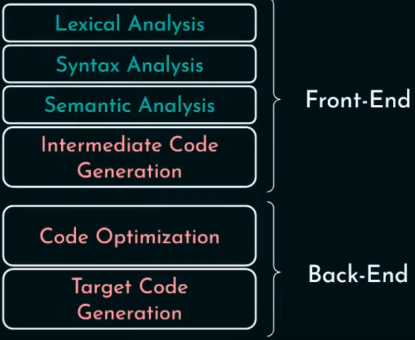 Lexical Analysis
Syntax Analysis
Semantic Analysis
Intermediate Code
Generation
Front-End
Code Optimization
Target Code
Generation
Back-End